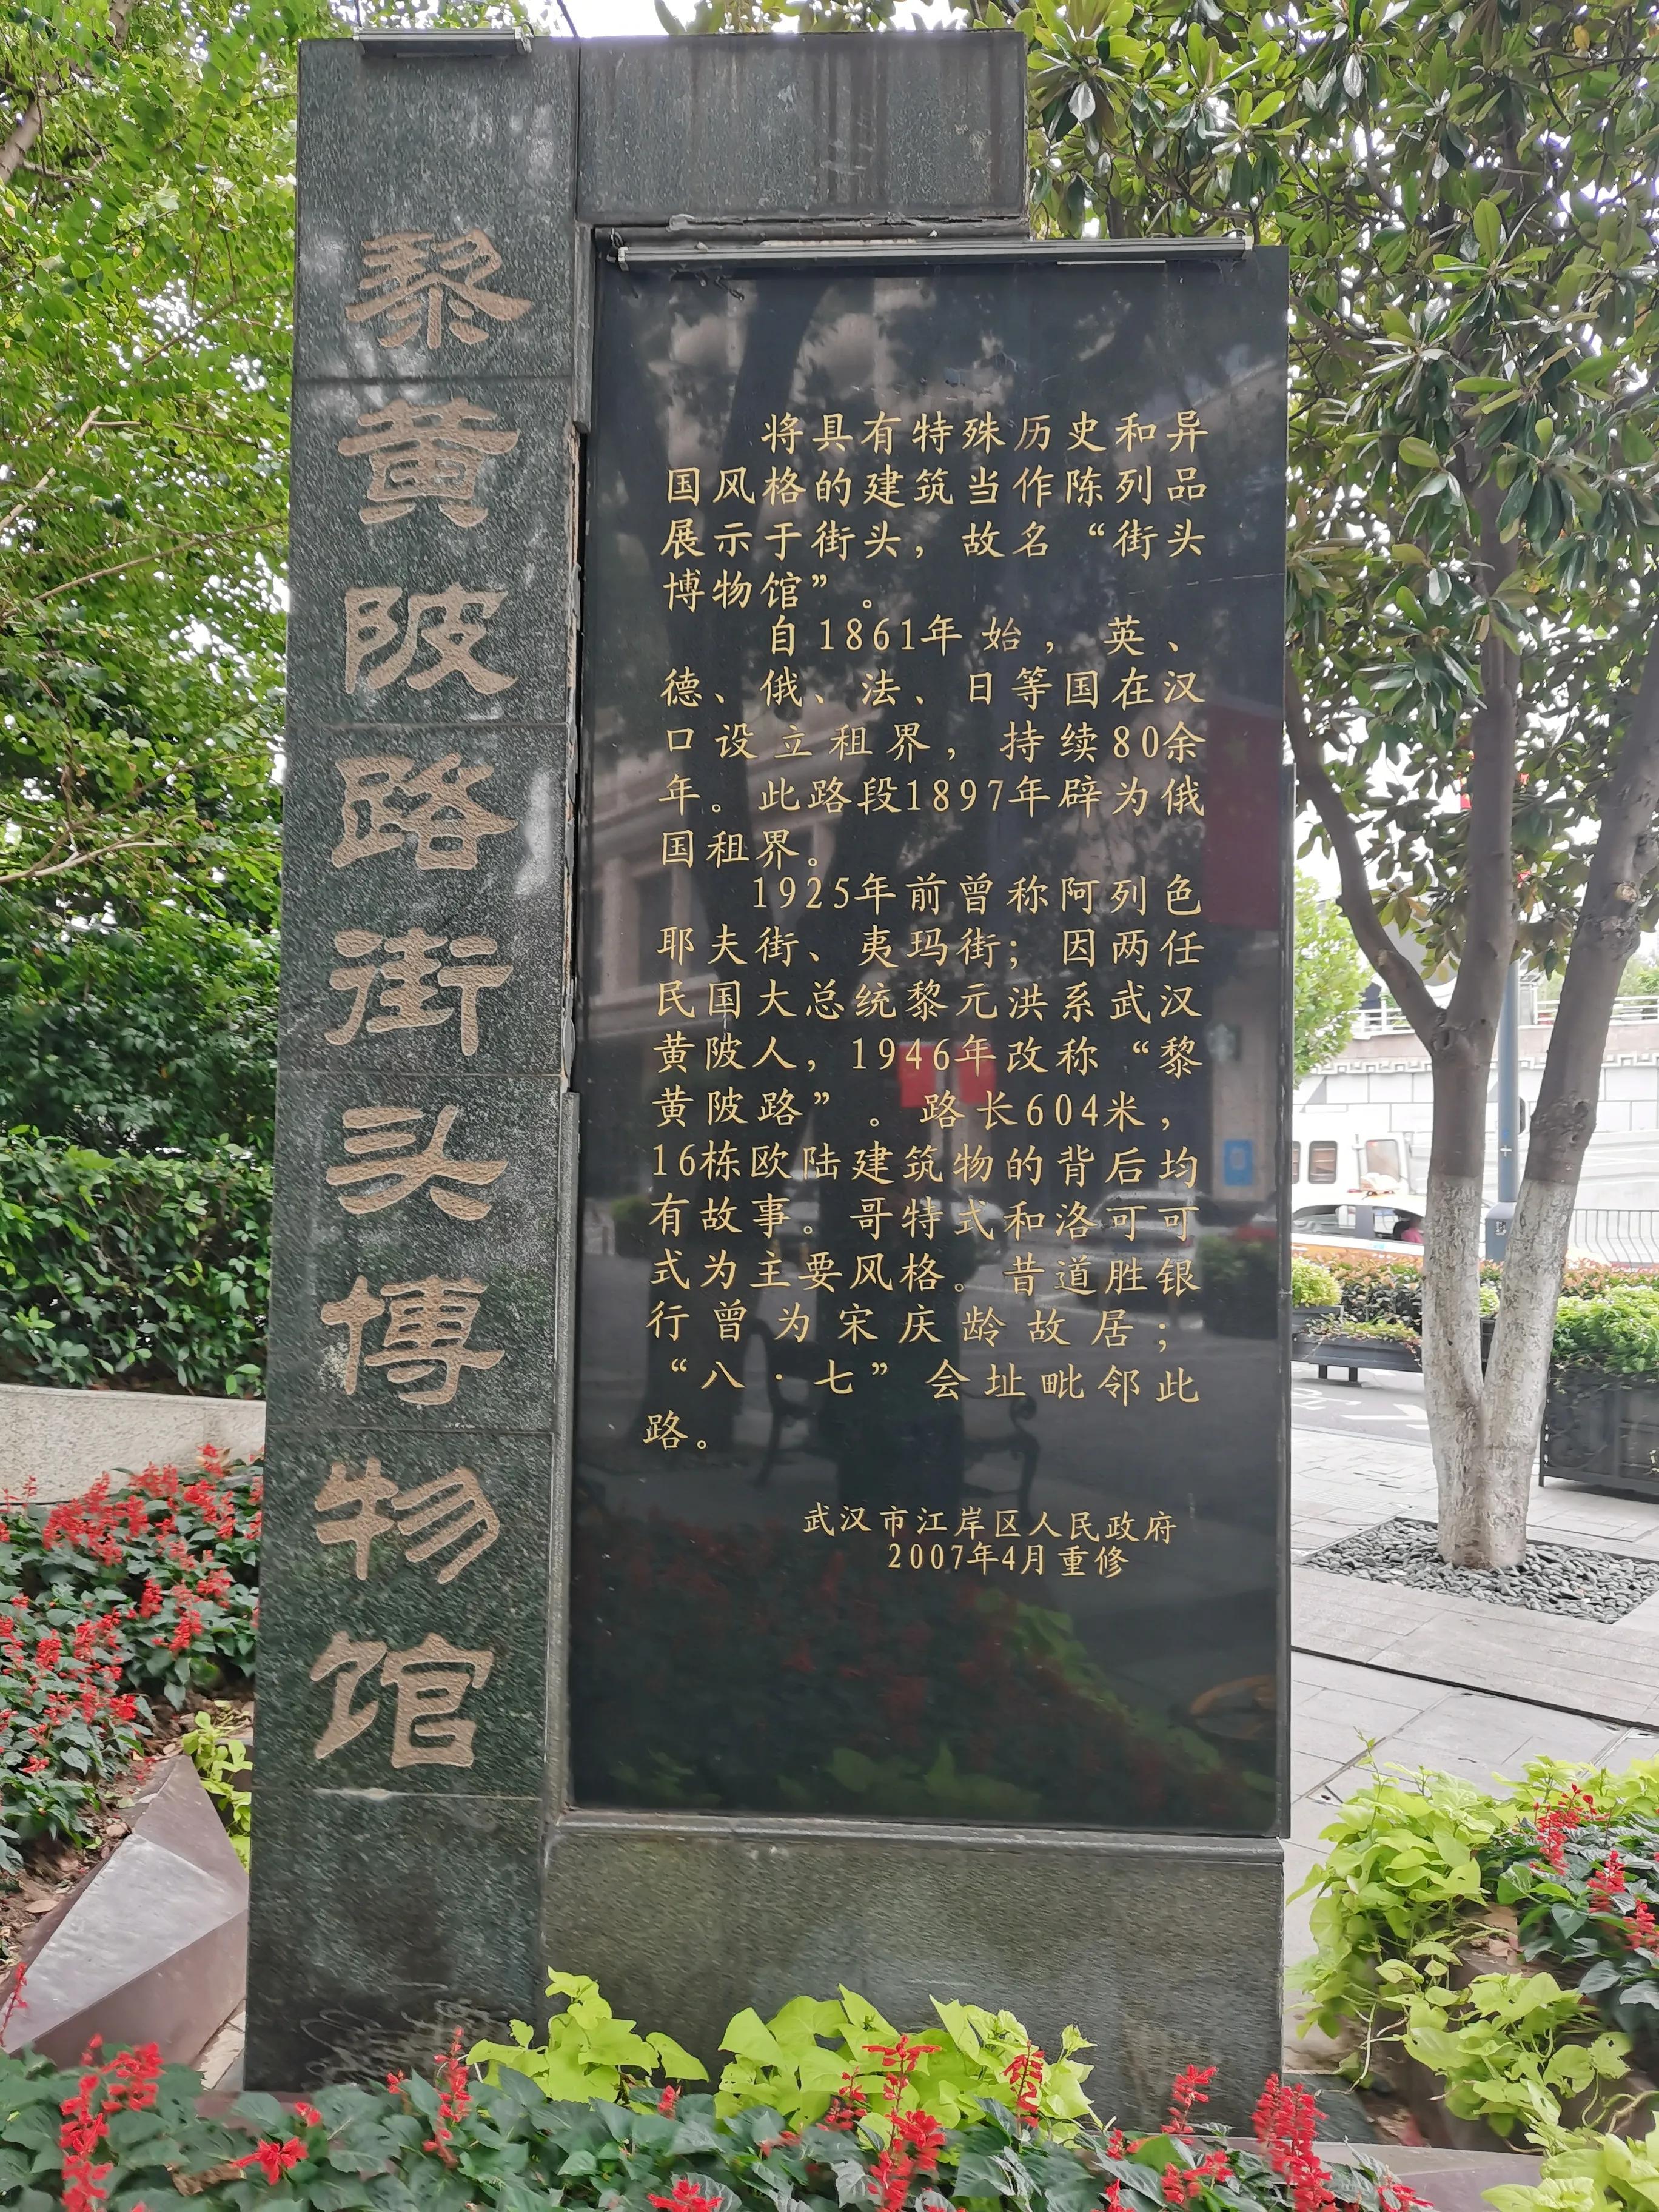 黎黄陂路街头博物馆
将具有特殊历史和异
国风格的建筑当作陈列品
展示于街头，故名“街头
博物馆”。
自1861年始，英、
德、俄、法、日等国在汉
口设立租界，持续80余
年。此路段1897年辟为俄
国租界。
1925年前曾称阿列色
耶夫街、夷玛街；因两任
民国大总统黎元洪系武汉
黄陂人，1946年改称“黎
黄陂路”。路长604米，
16栋欧陆建筑物的背后均
有故事。哥特式和洛可可
式为主要风格。昔道胜银
行曾为宋庆龄故居；
“八·七”会址毗邻此
路。
武汉市江岸区人民政府
2007年4月重修